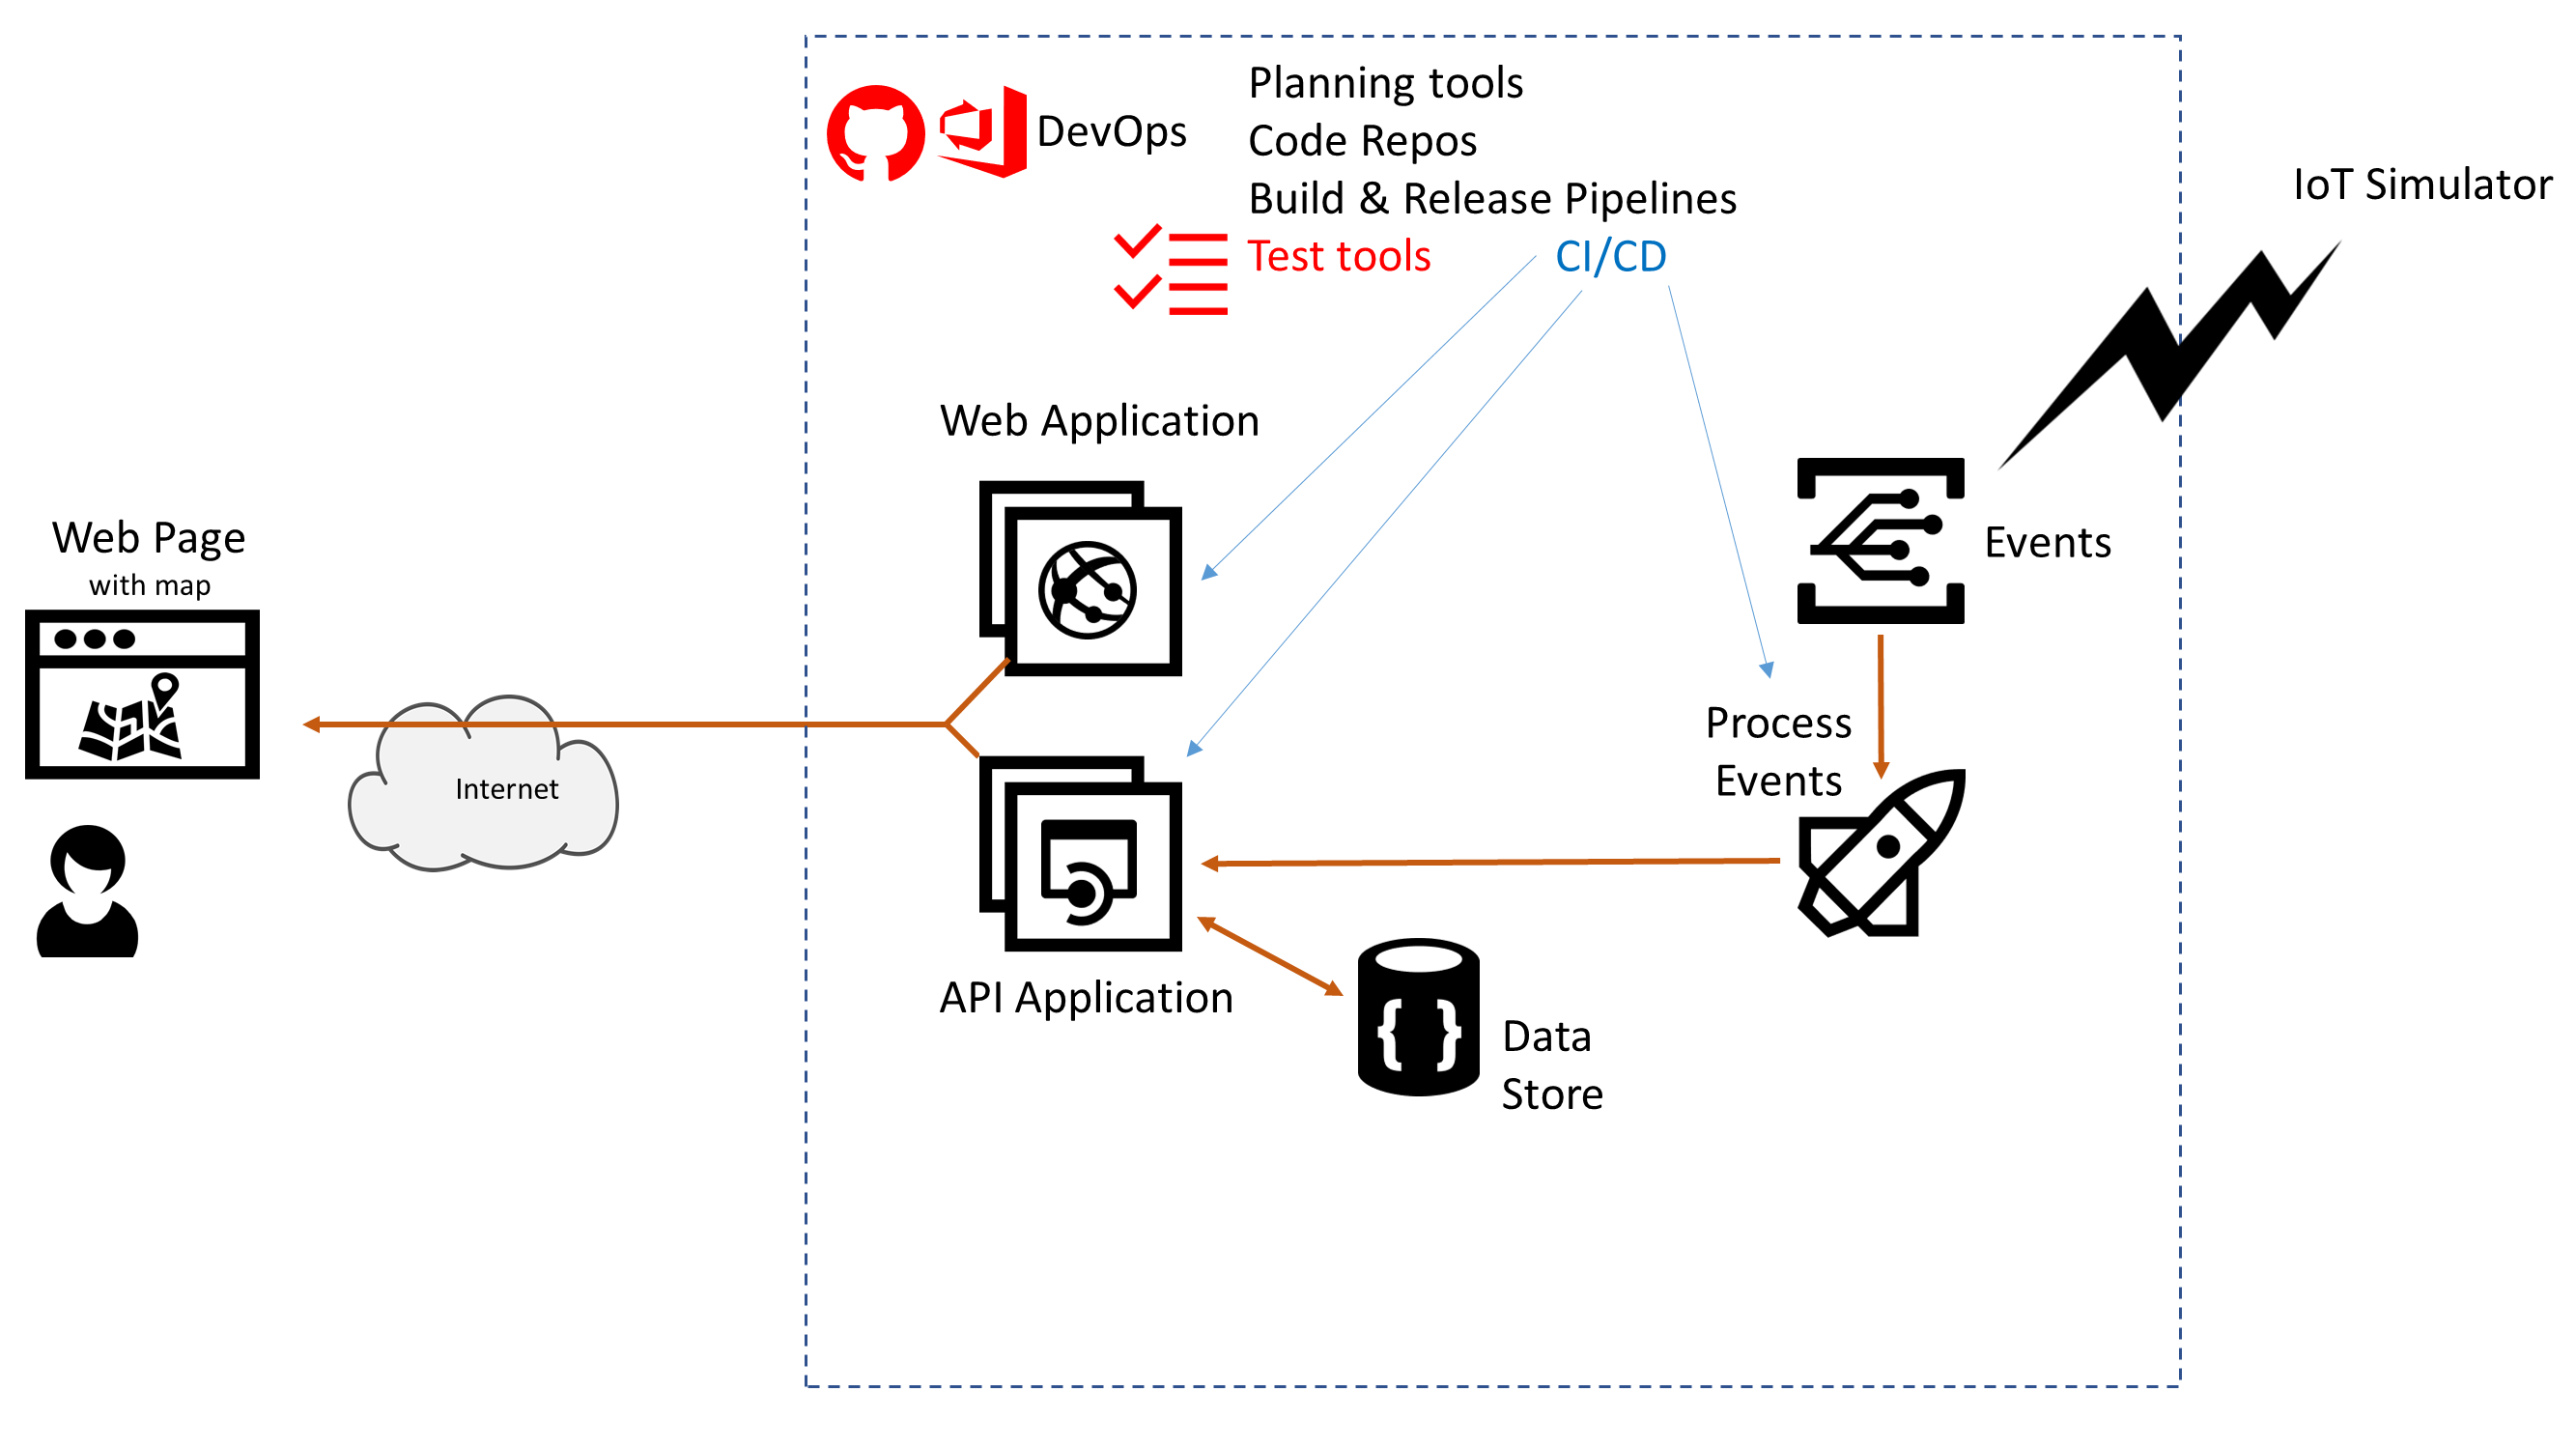 Planning tools
DevOps
Code Repos
Build & Release Pipelines
Test tools
CI/CD
IoT Simulator
Web Application
Web Page
with map
Events
Internet
Process
Events
API Application
Data
Store